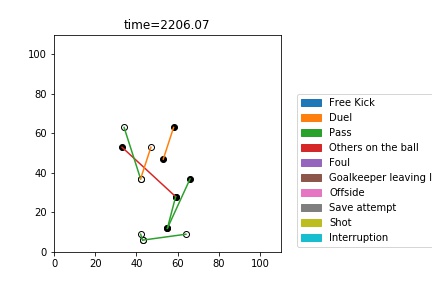 time=2206.07
100
80
60
40
20
0
0 20 40 60 80 100
Free Kick
Duel
Pass
Others on the ball
Foul
Goalkeeper leaving l
Offside
Save attempt
Shot
Interruption